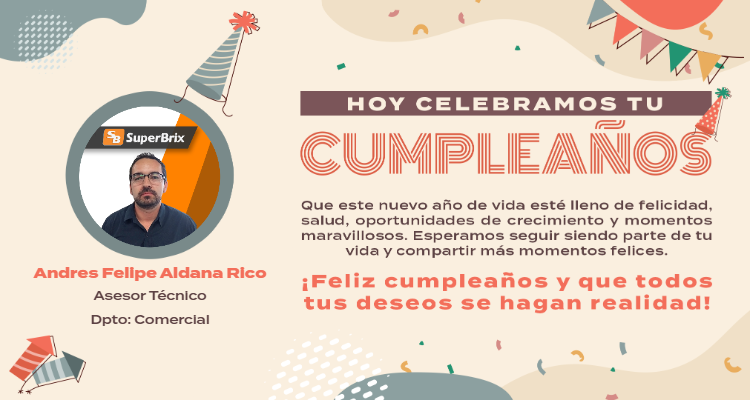 SB SuperBrix
Andres Felipe Aldana Rico
Asesor Técnico
Dpto: Comercial
HOY CELEBRAMOS TU
CUMPLEAÑOS
Que este nuevo año de vida esté lleno de felicidad,
salud, oportunidades de crecimiento y momentos
maravillosos. Esperamos seguir siendo parte de tu
vida y compartir más momentos felices.
¡Feliz cumpleaños y que todos
tus deseos se hagan realidad!